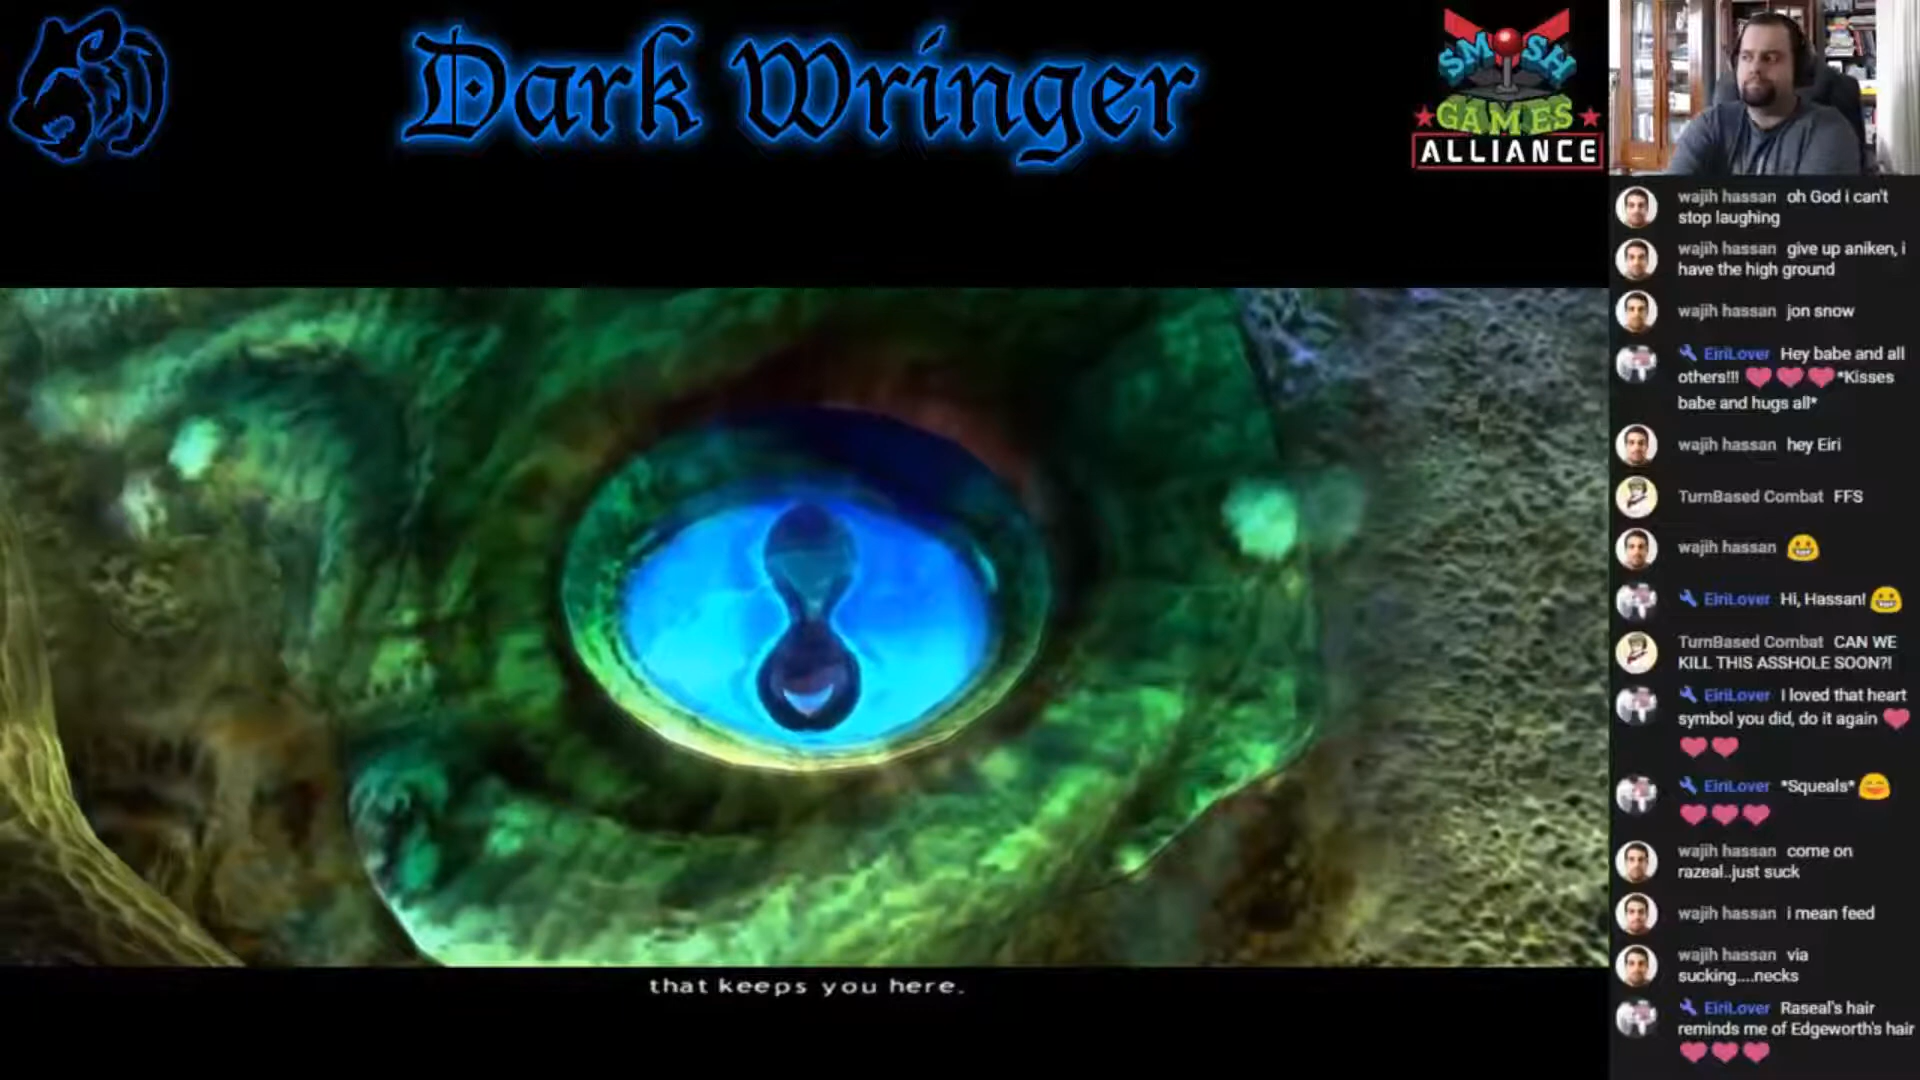 Dark Wringer
SMASH
GAMES
ALLIANCE
wajih hassan oh God i can't
stop laughing
wajih hassan give up aniken, i
have the high ground
wajih hassan jon snow
EiriLover Hey babe and all
others!!! ❤❤❤*Kisses
babe and hugs all*
wajih hassan hey Eiri
TurnBased Combat FFS
wajih hassan
EiriLover Hi, Hassan!
TurnBased Combat CAN WE
KILL THIS ASSHOLE SOON?!
EiriLover I loved that heart
symbol you did, do it again ❤
❤❤
EiriLover *Squeals*
❤❤❤
wajih hassan come on
razeal..just suck
wajih hassan i mean feed
wajih hassan via
sucking....necks
EiriLover Raseal's hair
reminds me of Edgeworth's hair
❤❤❤
that keeps you here.